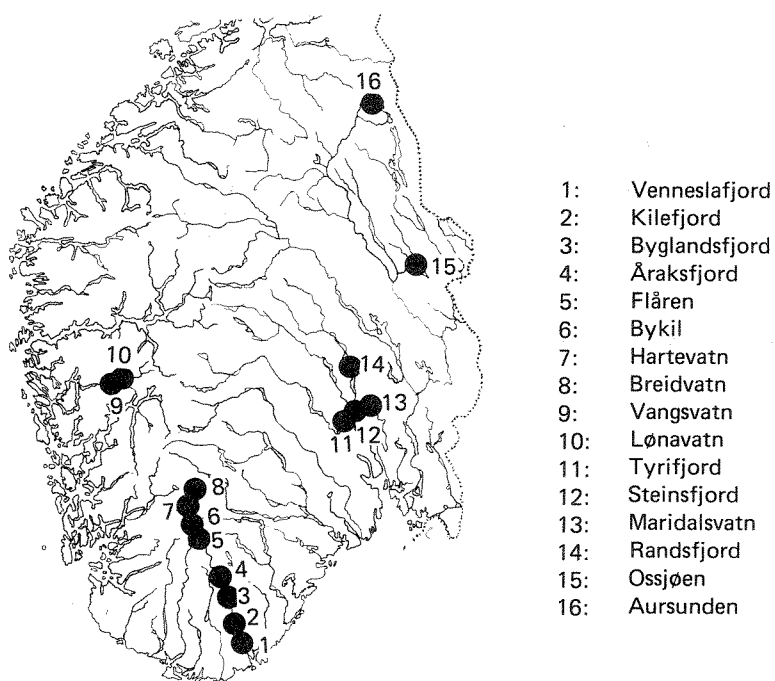 16
15
14
13
12
11
10
9
8
7
6
5
4
3
2
1
1: Venneslafjord
2: Kilefjord
3: Byglandsfjord
4: Åraksfjord
5: Flåren
6: Bykil
7: Hartevatn
8: Breidvatn
9: Vangsvatn
10: Lønavatn
11: Tyrifjord
12: Steinsfjord
13: Maridalsvatn
14: Randsfjord
15: Ossjøen
16: Aursunden